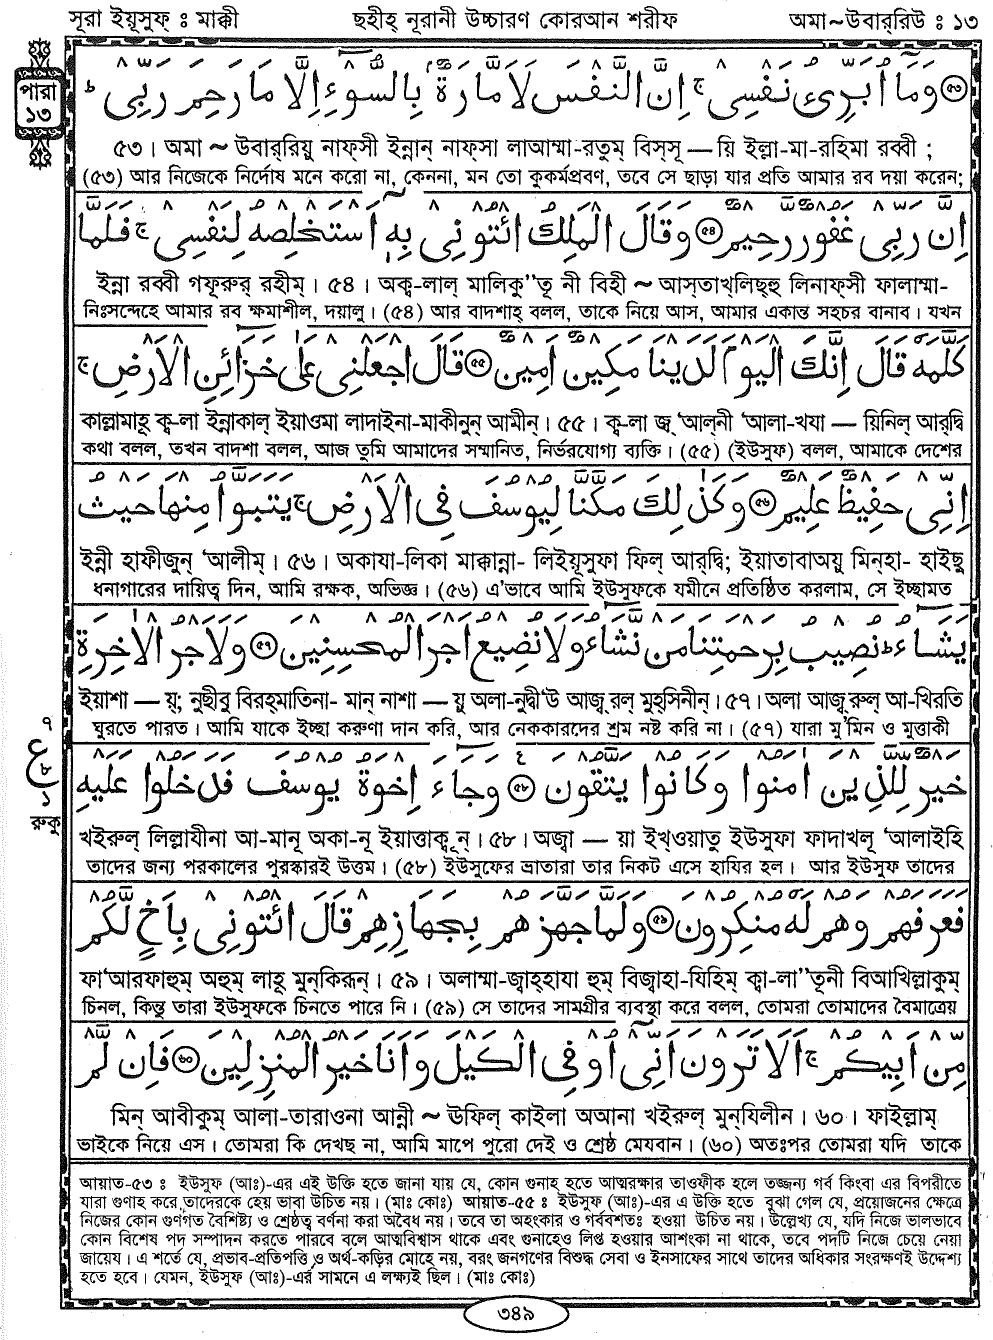 সূরা ইয়ূসুফ্ ঃ মাক্কী
ছহীহ্ নূরানী উচ্চারণ কোরআন শরীফ
অমা~উবার্‌রিউ ঃ ১৩
পারা
১৩
﴿٥٣﴾ وَمَا أُبَرِّئُ نَفْسِي ج إِنَّ النَّفْسَ لَأَمَّارَةٌ بِالسُّوءِ إِلَّا مَا رَحِمَ رَبِّي ط
৫৩। অমা ~ উবার্‌রিয়ু নাফ্‌সী ইন্নান্ নাফ্‌সা লাআম্মা-রতুম্ বিস্‌সূ — য়ি ইল্লা-মা-রহিমা রব্বী ;
(৫৩) আর নিজেকে নির্দোষ মনে করো না, কেননা, মন তো কুকর্মপ্রবণ, তবে সে ছাড়া যার প্রতি আমার রব দয়া করেন;
إِنَّ رَبِّي غَفُورٌ رَحِيمٌ ﴿٥٤﴾ وَقَالَ الْمَلِكُ ائْتُونِي بِهِ أَسْتَخْلِصْهُ لِنَفْسِي ج فَلَمَّا
ইন্না রব্বী গফূরুর্ রহীম্। ৫৪। অক্ব-লাল্ মালিকু’’তূ নী বিহী ~ আস্‌তাখ্‌লিছ্‌হু লিনাফ্‌সী ফালাম্মা-
নিঃসন্দেহে আমার রব ক্ষমাশীল, দয়ালু। (৫৪) আর বাদশাহ্ বলল, তাকে নিয়ে আস, আমার একান্ত সহচর বানাব। যখন
كَلَّمَهُ قَالَ إِنَّكَ الْيَوْمَ لَدَيْنَا مَكِينٌ أَمِينٌ ﴿٥٥﴾ قَالَ اجْعَلْنِي عَلَى خَزَائِنِ الْأَرْضِ ج
কাল্লামাহূ ক্ব-লা ইন্নাকাল্ ইয়াওমা লাদাইনা-মাকীনুন্ আমীন্। ৫৫। ক্ব-লা জ্ব্ ‘আল্‌নী ‘আলা-খযা — য়িনিল্ আর্‌দ্বি
কথা বলল, তখন বাদশা বলল, আজ তুমি আমাদের সম্মানিত, নির্ভরযোগ্য ব্যক্তি। (৫৫) (ইউসুফ) বলল, আমাকে দেশের
إِنِّي حَفِيظٌ عَلِيمٌ ﴿٥٦﴾ وَكَذَلِكَ مَكَّنَّا لِيُوسُفَ فِي الْأَرْضِ ج يَتَبَوَّأُ مِنْهَا حَيْثُ
ইন্নী হাফীজুন্ ‘আলীম্। ৫৬। অকাযা-লিকা মাক্কান্না- লিইয়ূসুফা ফিল্ আর্‌দ্বি; ইয়াতাবাঅয়ু মিন্‌হা- হাইছু
ধনাগারের দায়িত্ব দিন, আমি রক্ষক, অভিজ্ঞ। (৫৬) এ'ভাবে আমি ইউসুফকে যমীনে প্রতিষ্ঠিত করলাম, সে ইচ্ছামত
يَشَاءُ ط نُصِيبُ بِرَحْمَتِنَا مَنْ نَشَاءُ وَلَا نُضِيعُ أَجْرَ الْمُحْسِنِينَ ﴿٥٧﴾ وَلَأَجْرُ الْآخِرَةِ
ইয়াশা — য়ু; নুছীবু বিরহ্‌মাতিনা- মান্ নাশা — য়ু অলা-নুদ্বী‘উ আজ্ব্‌রল্ মুহ্‌সিনীন্। ৫৭। অলা আজ্ব্‌রুল্ আ-খিরতি
ঘুরতে পারত। আমি যাকে ইচ্ছা করুণা দান করি, আর নেককারদের শ্রম নষ্ট করি না। (৫৭) যারা মু'মিন ও মুত্তাকী
৭
ع
৮
১
রুকু
خَيْرٌ لِلَّذِينَ آمَنُوا وَكَانُوا يَتَّقُونَ ﴿٥٨﴾ وَجَاءَ إِخْوَةُ يُوسُفَ فَدَخَلُوا عَلَيْهِ
খইরুল্ লিল্লাযীনা আ-মানূ অকা-নূ ইয়াত্তাক্বূন্। ৫৮। অজ্বা — য়া ইখ্‌ওয়াতু ইউসুফা ফাদাখলূ ‘আলাইহি
তাদের জন্য পরকালের পুরস্কারই উত্তম। (৫৮) ইউসুফের ভ্রাতারা তার নিকট এসে হাযির হল। আর ইউসুফ তাদের
فَعَرَفَهُمْ وَهُمْ لَهُ مُنْكِرُونَ ﴿٥٩﴾ وَلَمَّا جَهَّزَهُمْ بِجَهَازِهِمْ قَالَ ائْتُونِي بِأَخٍ لَكُمْ
ফা‘আরফাহুম্ অহুম্ লাহূ মুন্‌কিরূন্। ৫৯। অলাম্মা-জ্বাহ্‌হাযা হুম্ বিজ্বাহা-যিহিম্ ক্বা-লা’’তূনী বিআখিল্লাকুম্
চিনল, কিন্তু তারা ইউসুফকে চিনতে পারে নি। (৫৯) সে তাদের সামগ্রীর ব্যবস্থা করে বলল, তোমরা তোমাদের বৈমাত্রেয়
مِنْ أَبِيكُمْ ج أَلَا تَرَوْنَ أَنِّي أُوفِي الْكَيْلَ وَأَنَا خَيْرُ الْمُنْزِلِينَ ﴿٦٠﴾ فَإِنْ لَمْ
মিন্ আবীকুম্ আলা-তারাওনা আন্নী ~ ঊফিল্ কাইলা অআনা খইরুল্ মুন্‌যিলীন। ৬০। ফাইল্লাম্
ভাইকে নিয়ে এস। তোমরা কি দেখছ না, আমি মাপে পুরো দেই ও শ্রেষ্ঠ মেযবান। (৬০) অতঃপর তোমরা যদি তাকে
আয়াত-৫৩ ঃ ইউসুফ (আঃ)-এর এই উক্তি হতে জানা যায় যে, কোন গুনাহ হতে আত্মরক্ষার তাওফীক হলে তজ্জন্য গর্ব কিংবা এর বিপরীতে
যারা গুণাহ করে, তাদেরকে হেয় ভাবা উচিত নয়। (মাঃ কোঃ) আয়াত-৫৫ ঃ ইউসুফ (আঃ)-এর এ উক্তি হতে বুঝা গেল যে, প্রয়োজনের ক্ষেত্রে
নিজের কোন গুণগত বৈশিষ্ট্য ও শ্রেষ্ঠত্ব বর্ণনা করা অবৈধ নয়। তবে তা অহংকার ও গর্ববশতঃ হওয়া উচিত নয়। উল্লেখ্য যে, যদি নিজে ভালভাবে
কোন বিশেষ পদ সম্পাদন করতে পারবে বলে আত্মবিশ্বাস থাকে এবং গুনাহেও লিপ্ত হওয়ার আশংকা না থাকে, তবে পদটি নিজে চেয়ে নেয়া
জায়েয। এ শর্তে যে, প্রভাব-প্রতিপত্তি ও অর্থ-কড়ির মোহে নয়, বরং জনগণের বিশুদ্ধ সেবা ও ইনসাফের সাথে তাদের অধিকার সংরক্ষণই উদ্দেশ্য
হতে হবে। যেমন, ইউসুফ (আঃ)-এর সামনে এ লক্ষ্যই ছিল। (মাঃ কোঃ)
৩৪৯